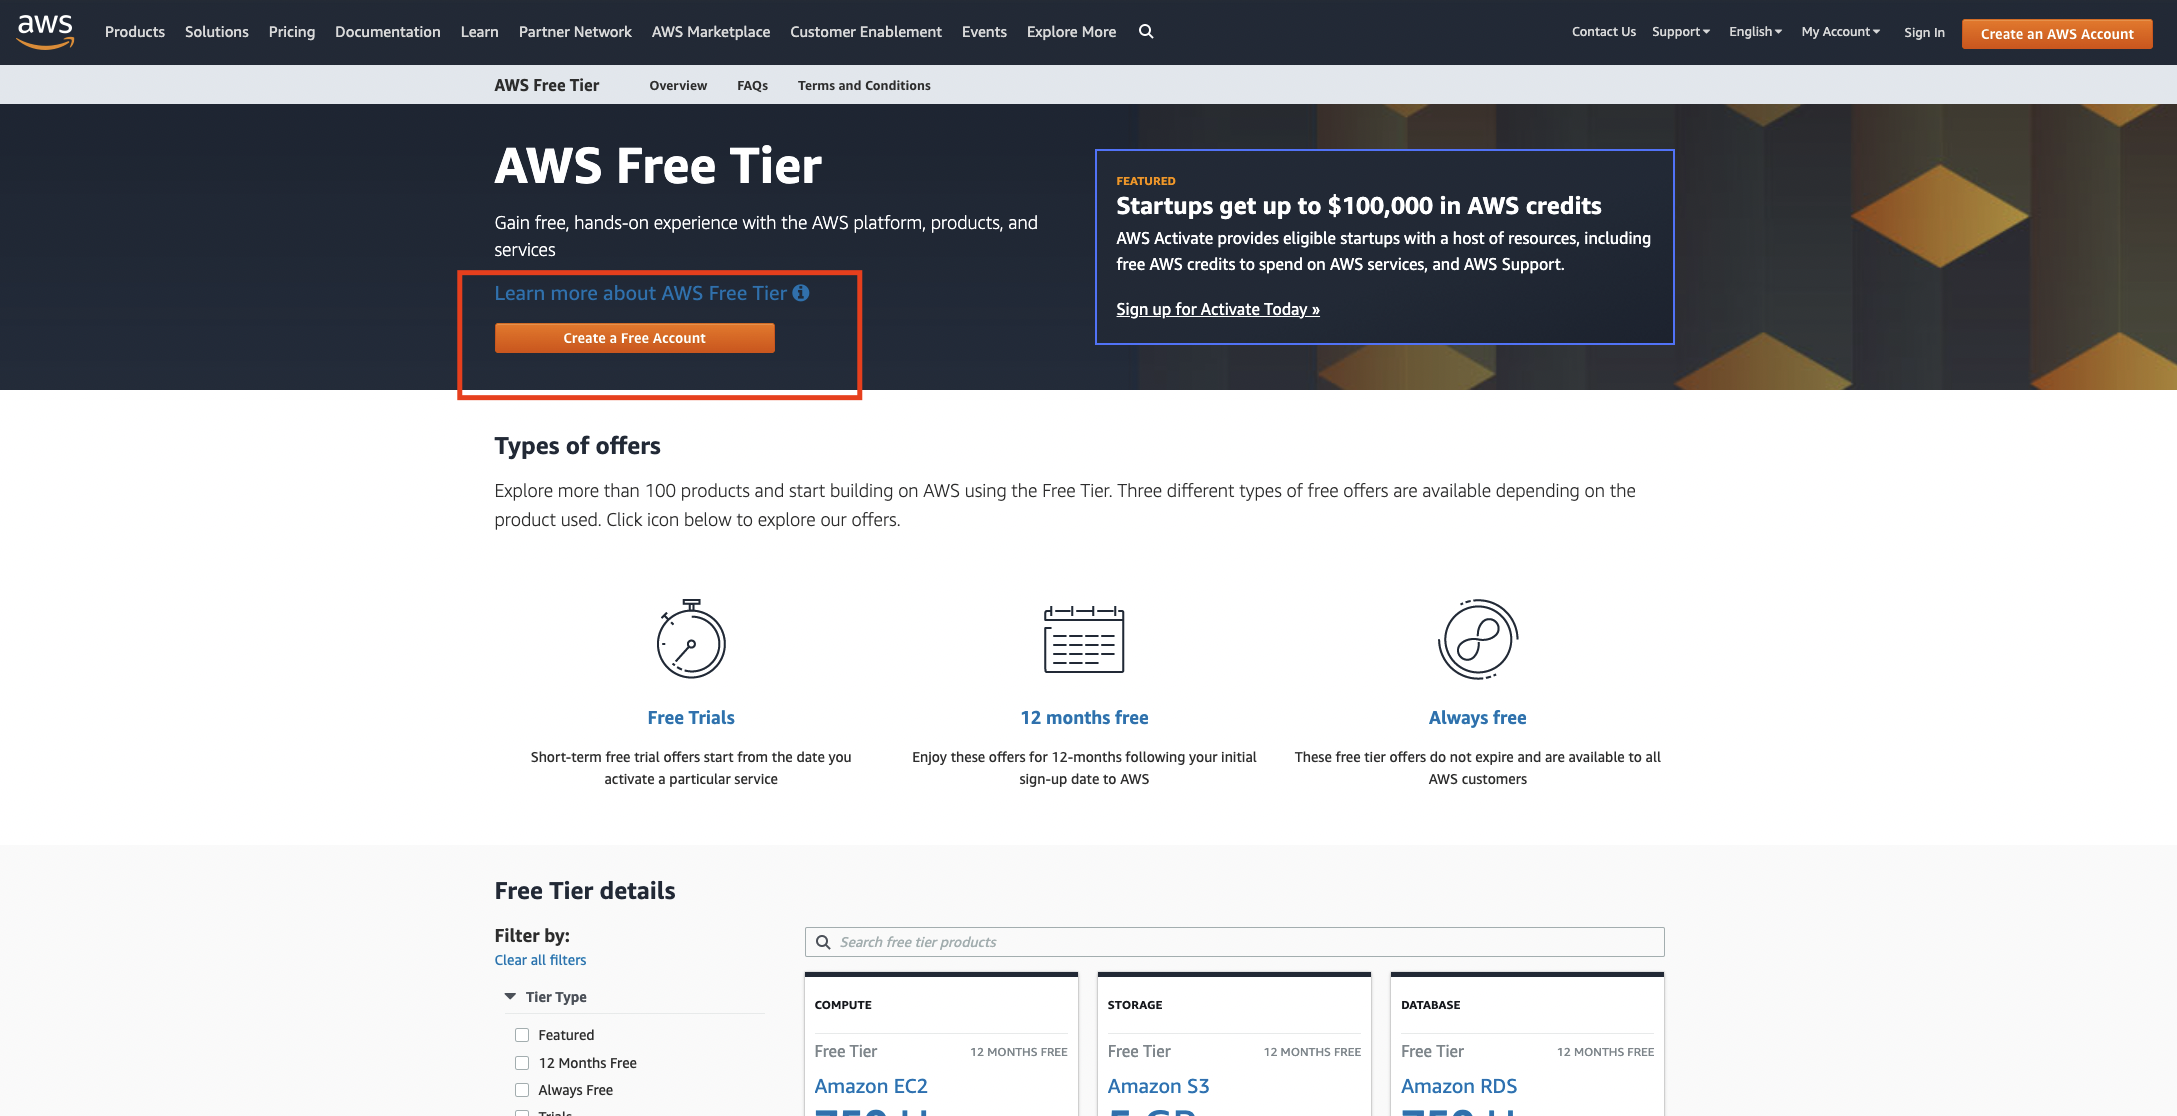 aws
Products Solutions Pricing Documentation Learn Partner Network AWS Marketplace Customer Enablement Events Explore More
Contact Us Support English My Account Sign In Create an AWS Account
AWS Free Tier Overview FAQs Terms and Conditions
AWS Free Tier
Gain free, hands-on experience with the AWS platform, products, and
services
Learn more about AWS Free Tier
Create a Free Account
FEATURED
Startups get up to $100,000 in AWS credits
AWS Activate provides eligible startups with a host of resources, including
free AWS credits to spend on AWS services, and AWS Support.
Sign up for Activate Today »
Types of offers
Explore more than 100 products and start building on AWS using the Free Tier. Three different types of free offers are available depending on the
product used. Click icon below to explore our offers.
Free Trials
Short-term free trial offers start from the date you
activate a particular service
12 months free
Enjoy these offers for 12-months following your initial
sign-up date to AWS
Always free
These free tier offers do not expire and are available to all
AWS customers
Free Tier details
Filter by:
Clear all filters
Tier Type
Featured
12 Months Free
Always Free
Trials
Search free tier products
COMPUTE
Free Tier 12 MONTHS FREE
Amazon EC2
STORAGE
Free Tier 12 MONTHS FREE
Amazon S3
5 GB
DATABASE
Free Tier 12 MONTHS FREE
Amazon RDS